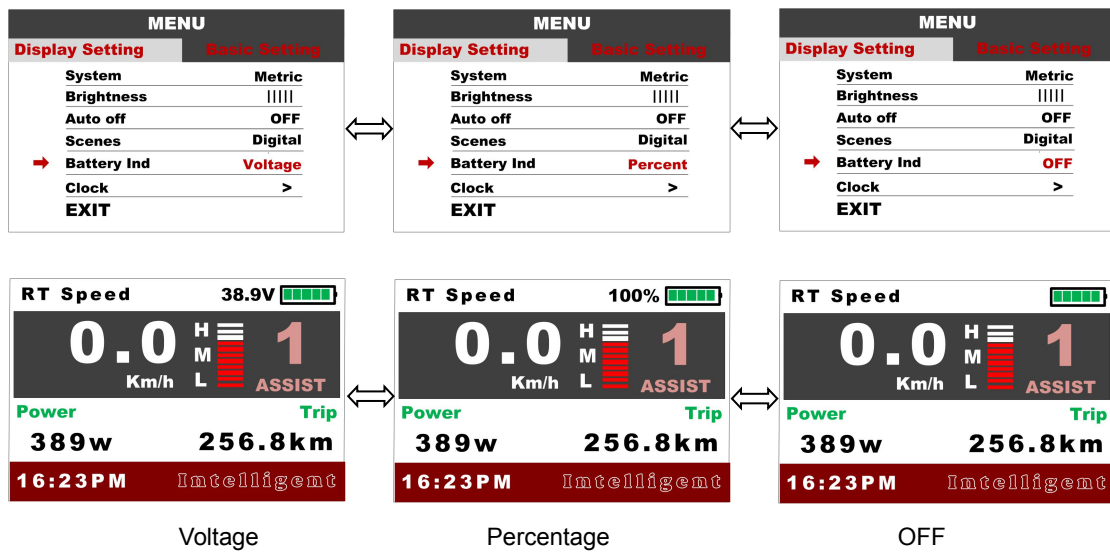 MENU
Display Setting Basic Setting
System Metric
Brightness |||||
Auto off OFF
Scenes Digital
Battery Ind Voltage
Clock >
EXIT
MENU
Display Setting Basic Setting
System Metric
Brightness |||||
Auto off OFF
Scenes Digital
Battery Ind Percent
Clock >
EXIT
MENU
Display Setting Basic Setting
System Metric
Brightness |||||
Auto off OFF
Scenes Digital
Battery Ind OFF
Clock >
EXIT
RT Speed 38.9V
0.0 H 1
M
Km/h L ASSIST
Power Trip
389w 256.8km
16:23PM Intelligent
Voltage
RT Speed 100%
0.0 H 1
M
Km/h L ASSIST
Power Trip
389w 256.8km
16:23PM Intelligent
Percentage
RT Speed
0.0 H 1
M
Km/h L ASSIST
Power Trip
389w 256.8km
16:23PM Intelligent
OFF